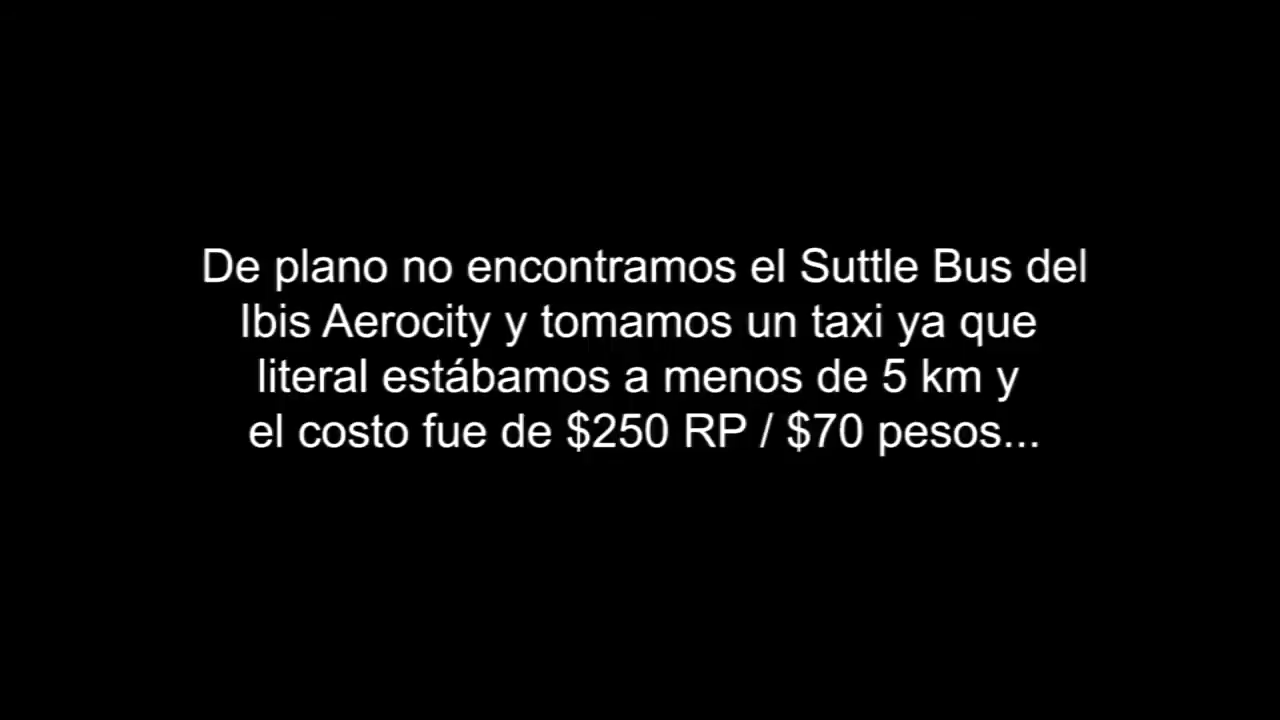 De plano no encontramos el Suttle Bus del
Ibis Aerocity y tomamos un taxi ya que
literal estábamos a menos de 5 km y
el costo fue de $250 RP / $70 pesos...